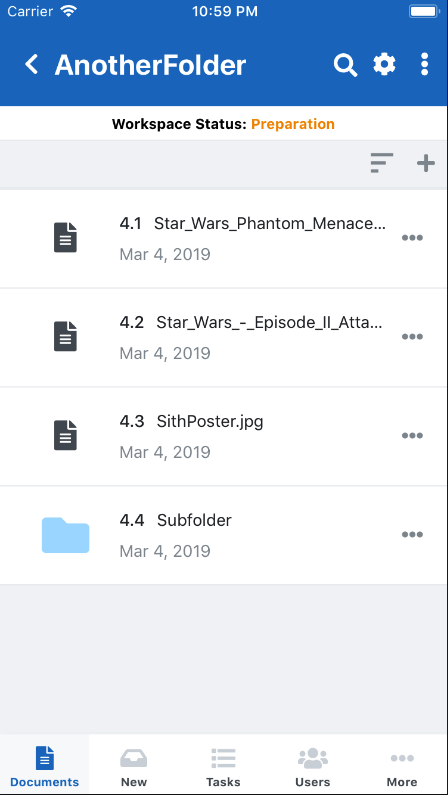 Carrier 10:59 PM
AnotherFolder
Workspace Status: Preparation
4.1 Star_Wars_Phantom_Menace...
Mar 4, 2019
4.2 Star_Wars_-_Episode_II_Atta...
Mar 4, 2019
4.3 SithPoster.jpg
Mar 4, 2019
4.4 Subfolder
Mar 4, 2019
Documents New Tasks Users More